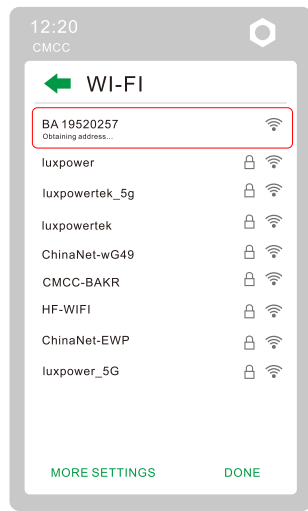 12:20
CMCC
WI-FI
BA 19520257
Obtaining address...
luxpower
luxpowertek_5g
luxpowertek
ChinaNet-wG49
CMCC-BAKR
HF-WIFI
ChinaNet-EWP
luxpower_5G
MORE SETTINGS DONE